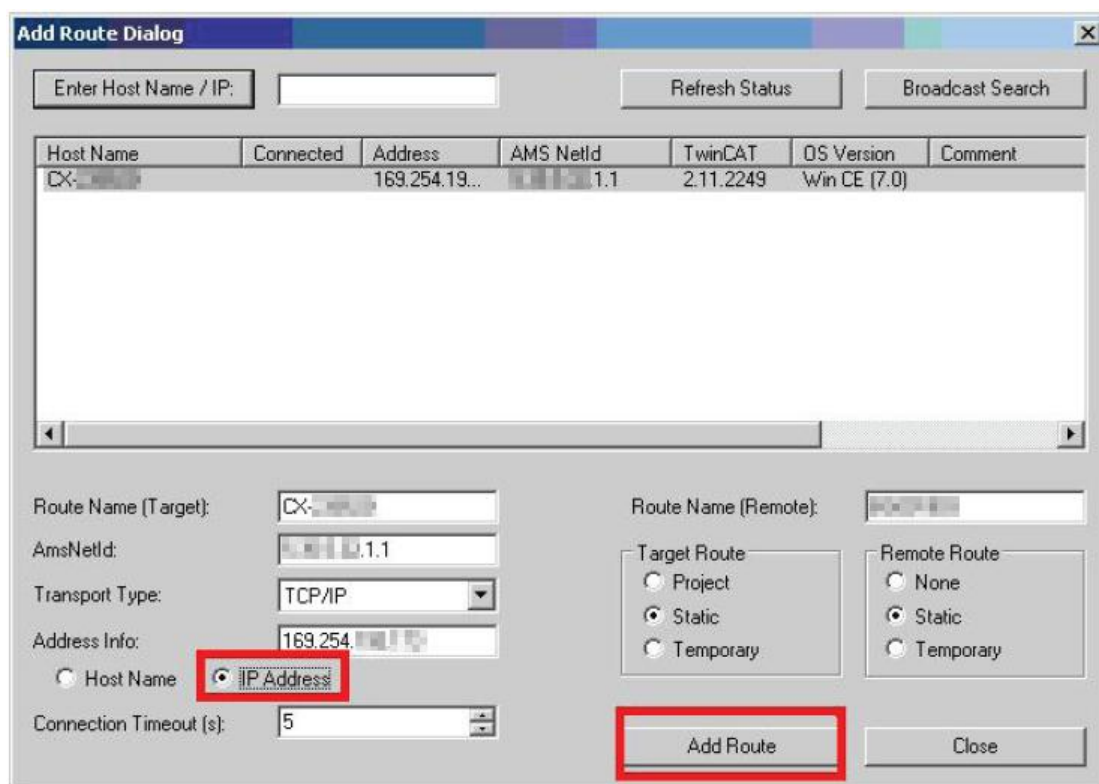 Add Route Dialog
Enter Host Name / IP: Refresh Status Broadcast Search
Host Name Connected Address AMS NetId TwinCAT OS Version Comment
CX- 169.254.19... .1.1 2.11.2249 Win CE (7.0)
Route Name (Target): CX- Route Name (Remote):
AmsNetId: .1.1 Target Route Remote Route
Project None
Transport Type: TCP/IP Static Static
Address Info: 169.254. Temporary Temporary
Host Name IP Address
Connection Timeout (s): 5
Add Route Close